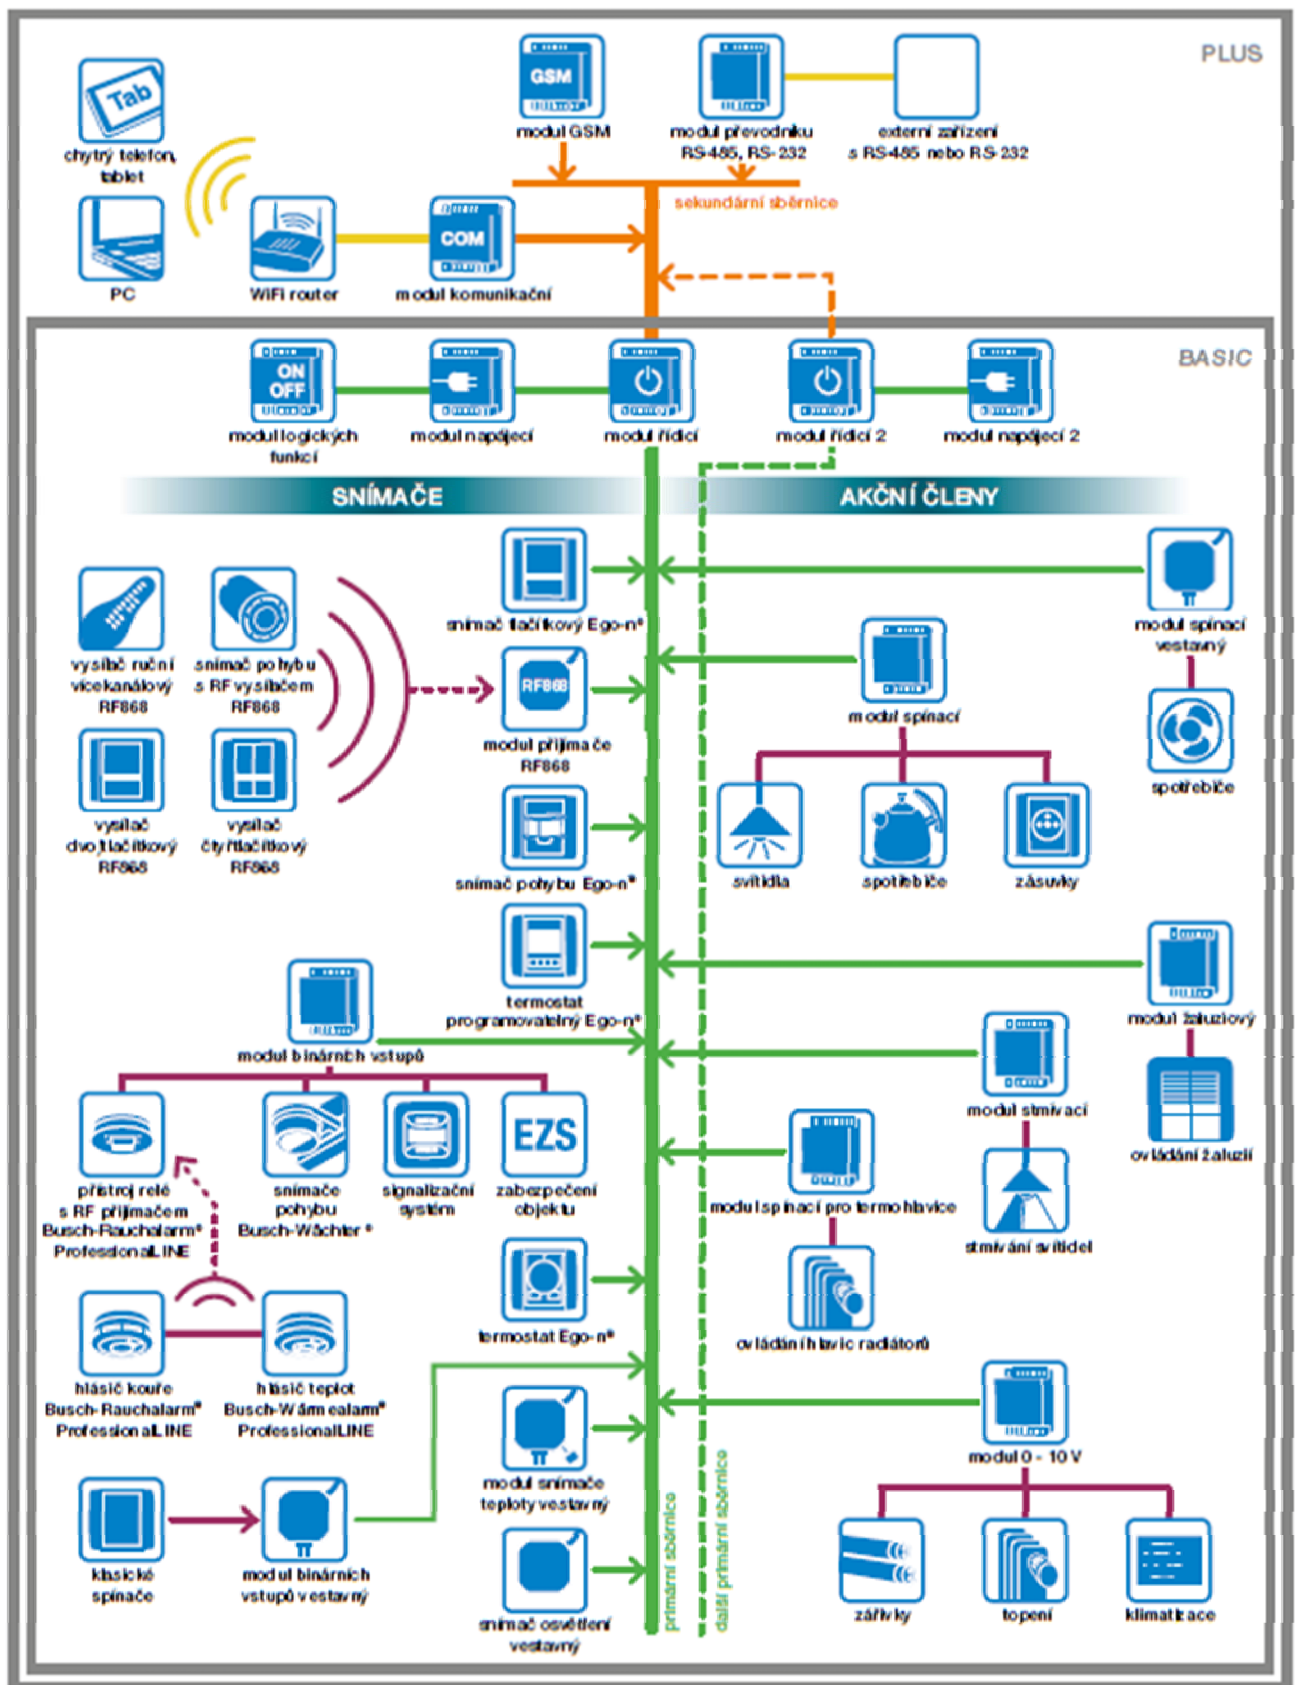 PLUS
Tab
chytrý telefon,
tablet
PC
WiFi router
COM
modul komunikační
GSM
modul GSM
modul převodníku
RS-485, RS-232
externí zařízení
s RS-485 nebo RS-232
sekundární sběrnice
BASIC
ON
OFF
modul logických
funkcí
modul napájecí
modul řídicí
modul řídicí 2
modul napájecí 2
SNÍMAČE
AKČNÍ ČLENY
snímač tlačítkový Ego-n®
vysílač ruční
vícekanálový
RF868
snímač pohybu
s RF vysílačem
RF868
RF868
modul přijímače
RF868
vysílač
dvojtlačítkový
RF868
vysílač
čtyřtlačítkový
RF868
snímač pohybu Ego-n®
termostat
programovatelný Ego-n®
modul binárních vstupů
přístroj relé
s RF přijímačem
Busch-Rauchalarm®
ProfessionalLINE
snímače
pohybu
Busch-Wächter®
signalizační
systém
EZS
zabezpečení
objektu
termostat Ego-n®
hlásič kouře
Busch-Rauchalarm®
ProfessionalLINE
hlásič teplot
Busch-Wärmealarm®
ProfessionalLINE
modul snímače
teploty vestavný
klasické
spínače
modul binárních
vstupů vestavný
snímač osvětlení
vestavný
primární sběrnice
další primární sběrnice
modul spínací
vestavný
spotřebiče
modul spínací
svítidla
spotřebiče
zásuvky
modul žaluziový
ovládání žaluzií
modul stmívací
stmívání svítidel
modul spínací pro termohlavice
ovládání hlavic radiátorů
modul 0 - 10 V
zářivky
topení
klimatizace